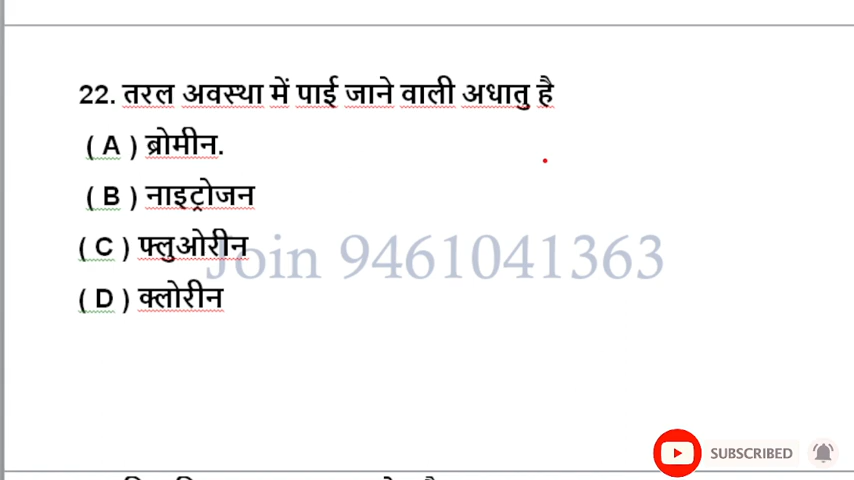 22. तरल अवस्था में पाई जाने वाली अधातु है
( A ) ब्रोमीन.
( B ) नाइट्रोजन
( C ) फ्लुओरीन
Join 9461041363
( D ) क्लोरीन
SUBSCRIBED